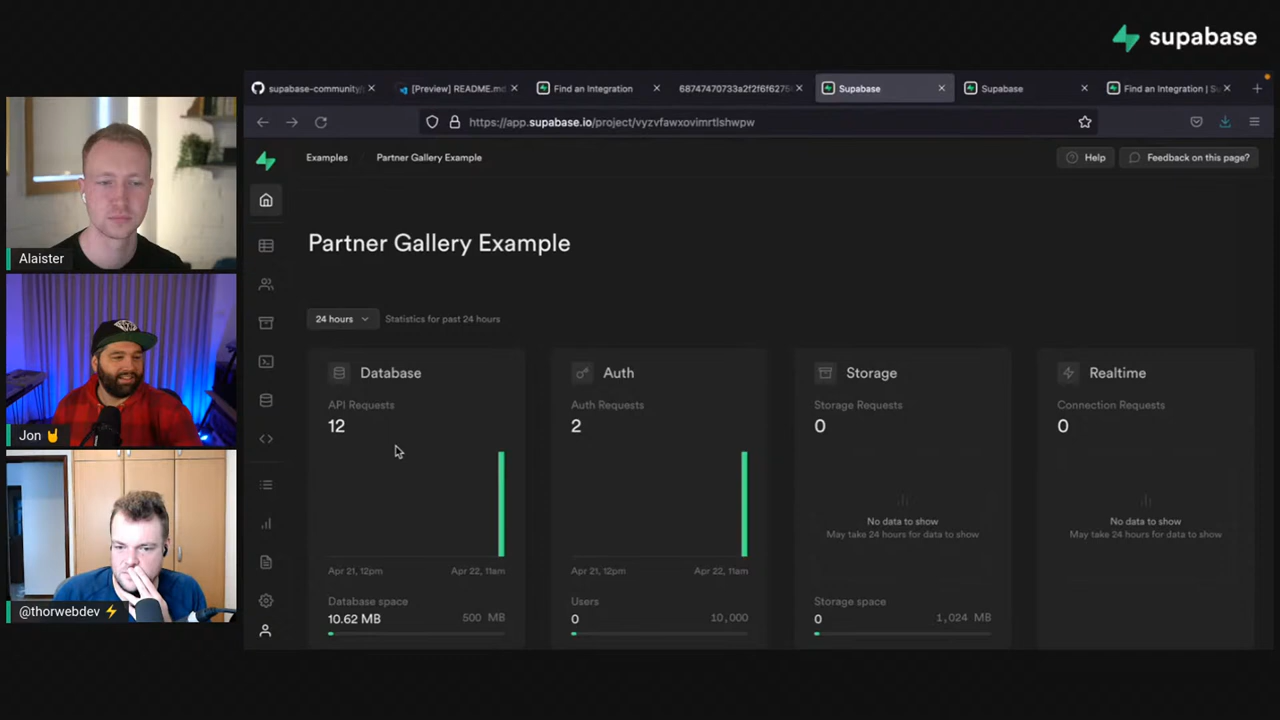 supabase
supabase-community/
[Preview] README.md
Find an Integration
68747470733a2f2f6f6275
Supabase
Supabase
Find an Integration | Su
https://app.supabase.io/project/vyzvfawxovimrtlshwpw
Examples
Partner Gallery Example
Help
Feedback on this page?
Alaister
Partner Gallery Example
24 hours
Statistics for past 24 hours
Database
Auth
Storage
Realtime
API Requests
Auth Requests
Storage Requests
Connection Requests
12
2
0
0
Jon 🤘
No data to show
May take 24 hours for data to show
No data to show
May take 24 hours for data to show
Apr 21, 12pm
Apr 22, 11am
Apr 21, 12pm
Apr 22, 11am
Database space
10.62 MB
500 MB
Users
0
10,000
Storage space
0
1,024 MB
@thorwebdev ⚡